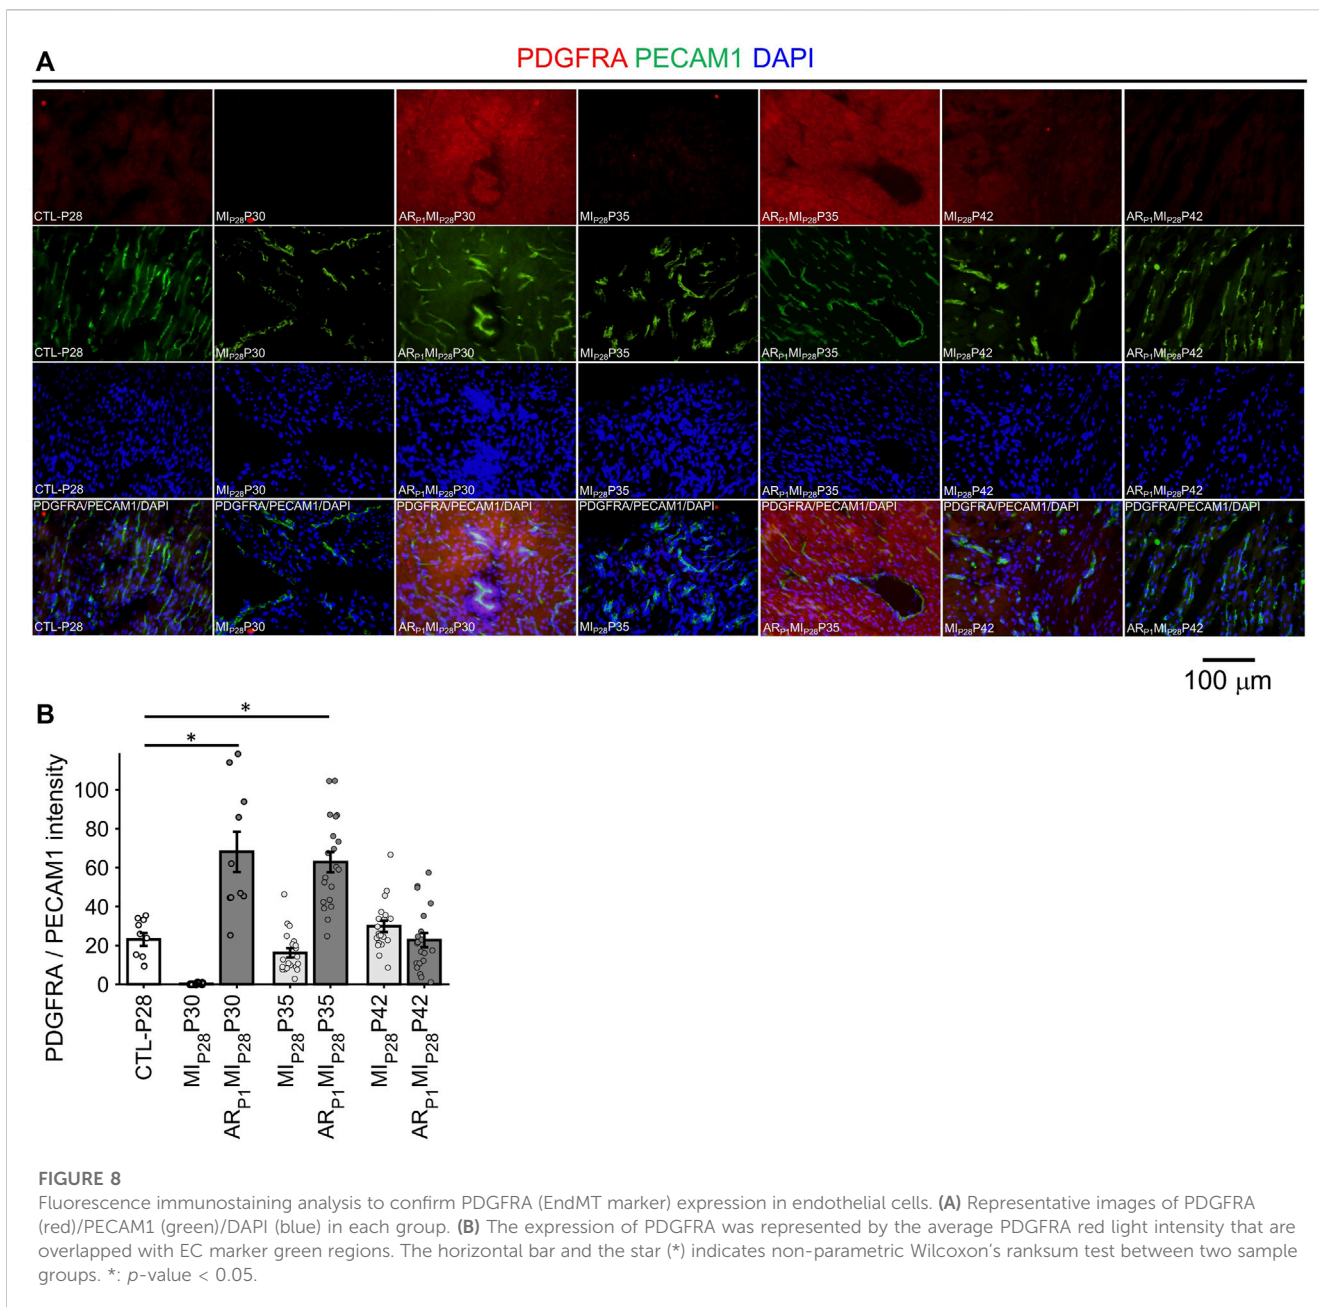 A
PDGFRA PECAM1 DAPI
CTL-P28 MIP28P30 ARP1MIP28P30 MIP28P35 ARP1MIP28P35 MIP28P42 ARP1MIP28P42
CTL-P28 MIP28P30 ARP1MIP28P30 MIP28P35 ARP1MIP28P35 MIP28P42 ARP1MIP28P42
CTL-P28 MIP28P30 ARP1MIP28P30 MIP28P35 ARP1MIP28P35 MIP28P42 ARP1MIP28P42
PDGFRA/PECAM1/DAPI PDGFRA/PECAM1/DAPI PDGFRA/PECAM1/DAPI PDGFRA/PECAM1/DAPI PDGFRA/PECAM1/DAPI PDGFRA/PECAM1/DAPI PDGFRA/PECAM1/DAPI
CTL-P28 MIP28P30 ARP1MIP28P30 MIP28P35 ARP1MIP28P35 MIP28P42 ARP1MIP28P42
100 μm
B
*
*
PDGFRA / PECAM1 intensity
100
80
60
40
20
0
CTL-P28
MIP28P30
ARP1MIP28P30
MIP28P35
ARP1MIP28P35
MIP28P42
ARP1MIP28P42
FIGURE 8
Fluorescence immunostaining analysis to confirm PDGFRA (EndMT marker) expression in endothelial cells. (A) Representative images of PDGFRA
(red)/PECAM1 (green)/DAPI (blue) in each group. (B) The expression of PDGFRA was represented by the average PDGFRA red light intensity that are
overlapped with EC marker green regions. The horizontal bar and the star (*) indicates non-parametric Wilcoxon's ranksum test between two sample
groups. *: p-value < 0.05.